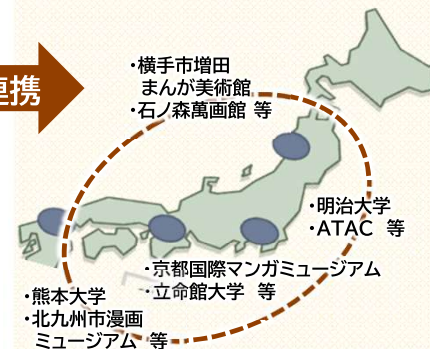 連携
・横手市増田
まんが美術館
・石ノ森萬画館 等
・明治大学
・ATAC 等
・京都国際マンガミュージアム
・立命館大学 等
・熊本大学
・北九州市漫画
ミュージアム 等